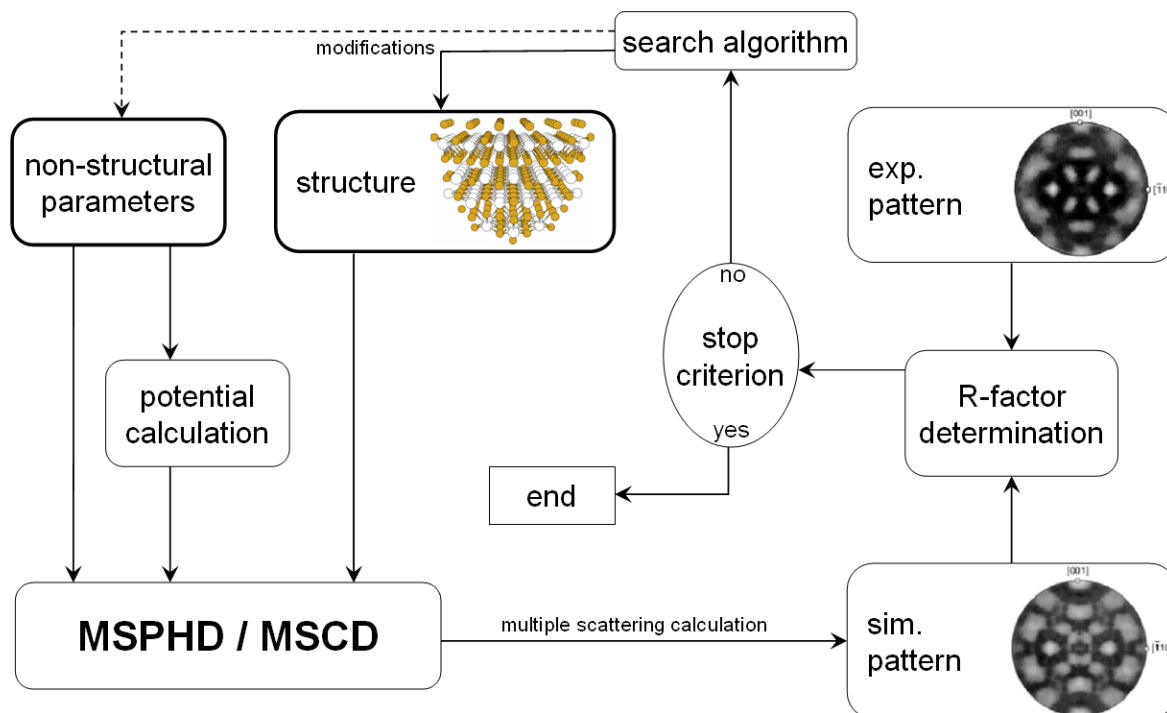 search algorithm
modifications
non-structural
parameters
structure
exp.
pattern
[001]
no
stop
criterion
yes
potential
calculation
R-factor
determination
end
MSPHD / MSCD
multiple scattering calculation
sim.
pattern
[001]